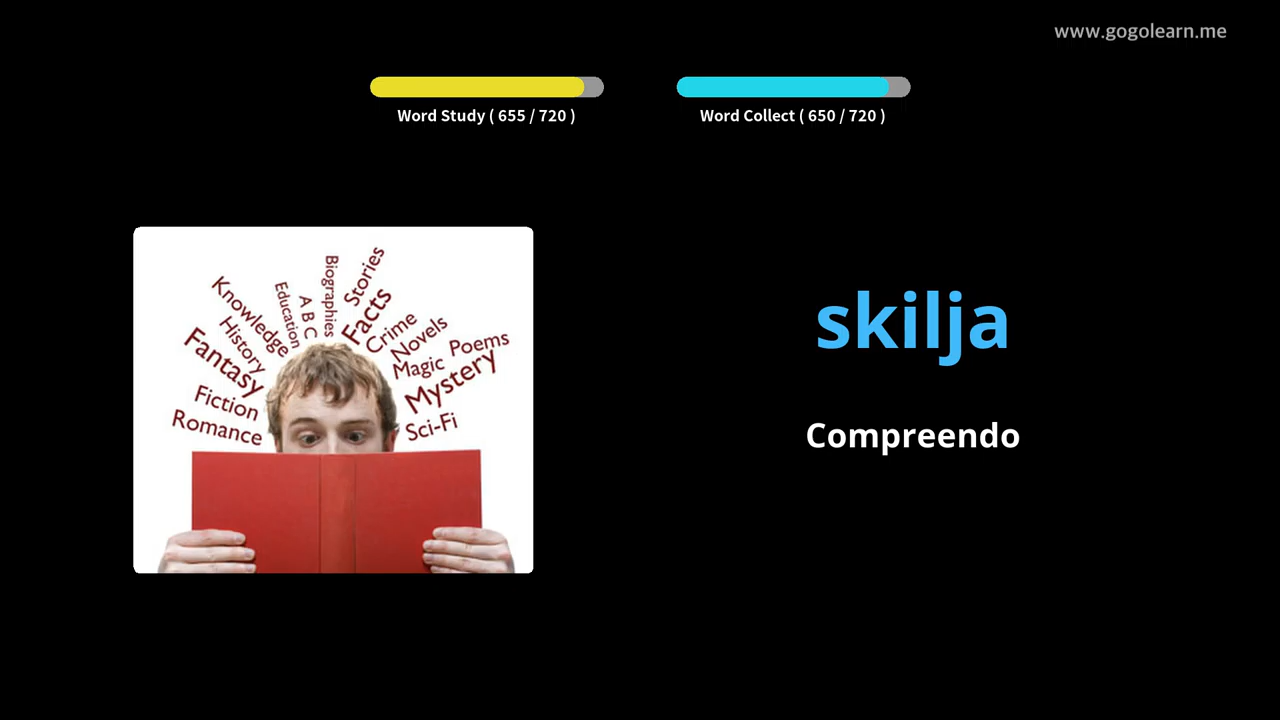 www.gogolearn.me
Word Study ( 655 / 720 )
Word Collect ( 650 / 720 )
Knowledge
Education
A B C
Biographies
Stories
Facts
Crime
Novels
Poems
History
Fantasy
Magic
Mystery
Fiction
Romance
Sci-Fi
skilja
Compreendo